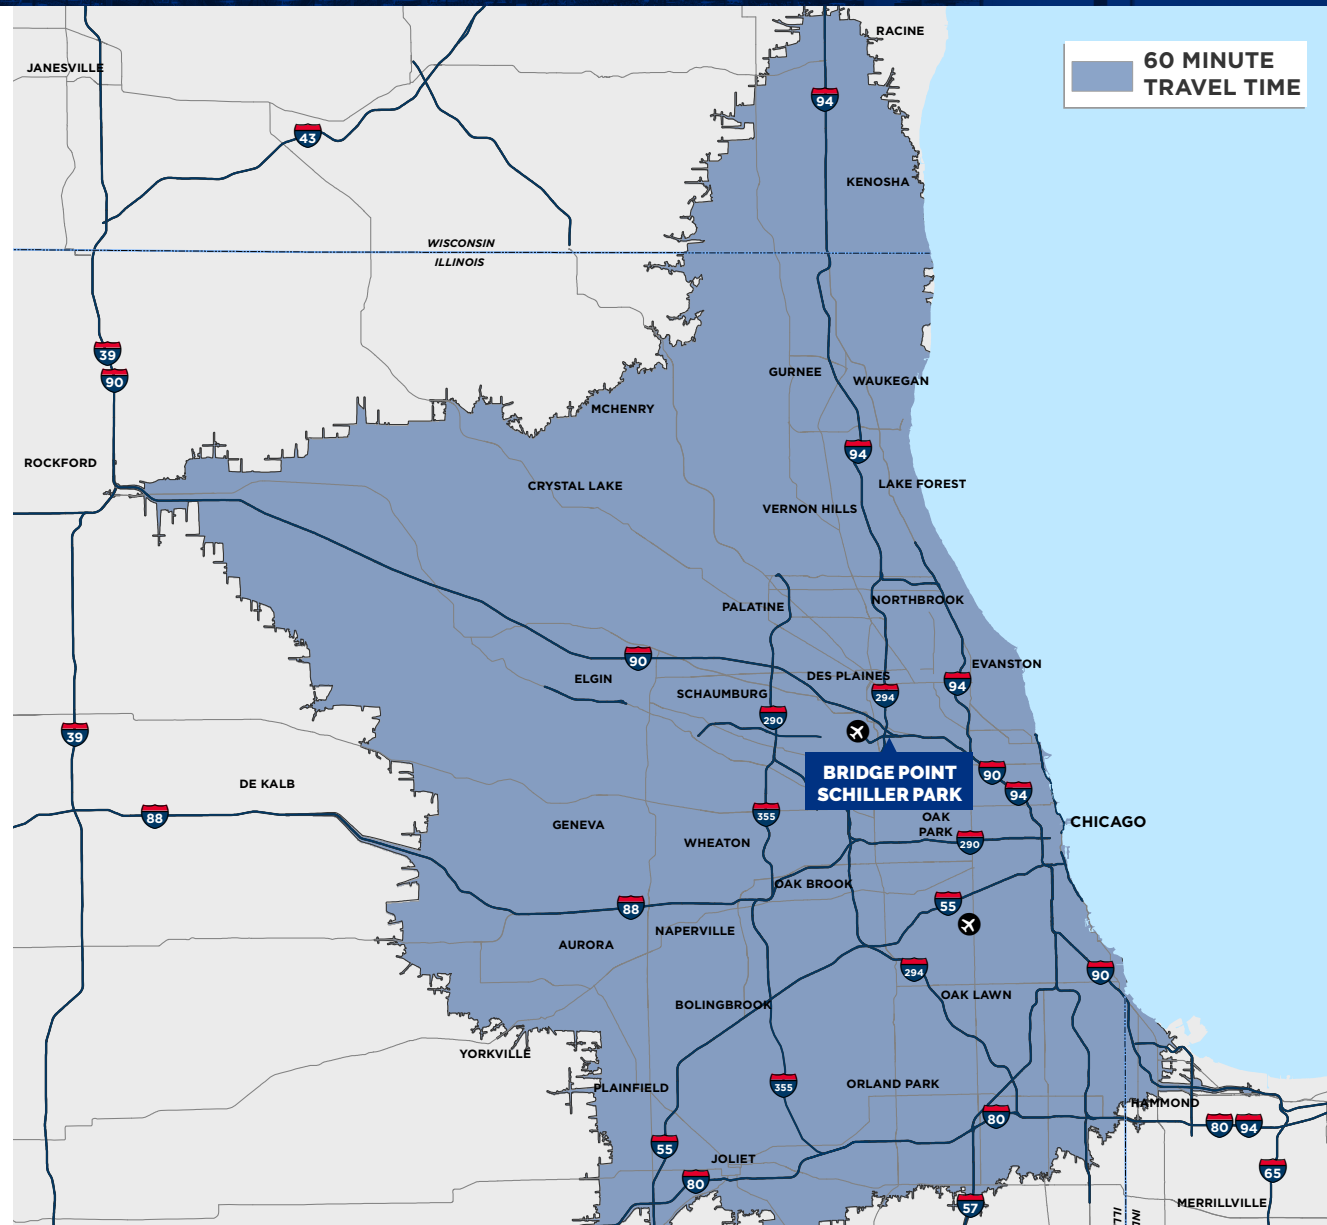 RACINE
60 MINUTE
TRAVEL TIME
JANESVILLE
94
43
KENOSHA
WISCONSIN
ILLINOIS
39
90
GURNEE
WAUKEGAN
MCHENRY
94
ROCKFORD
CRYSTAL LAKE
LAKE FOREST
VERNON HILLS
PALATINE
NORTHBROOK
90
EVANSTON
ELGIN
DES PLAINES
SCHAUMBURG
294
94
290
39
BRIDGE POINT
SCHILLER PARK
90
DE KALB
94
88
355
GENEVA
OAK
PARK
CHICAGO
WHEATON
290
OAK BROOK
88
55
NAPERVILLE
AURORA
294
90
OAK LAWN
BOLINGBROOK
YORKVILLE
PLAINFIELD
355
ORLAND PARK
HAMMOND
80
80
94
55
JOLIET
65
80
MERRILLVILLE
57
ILL
IND